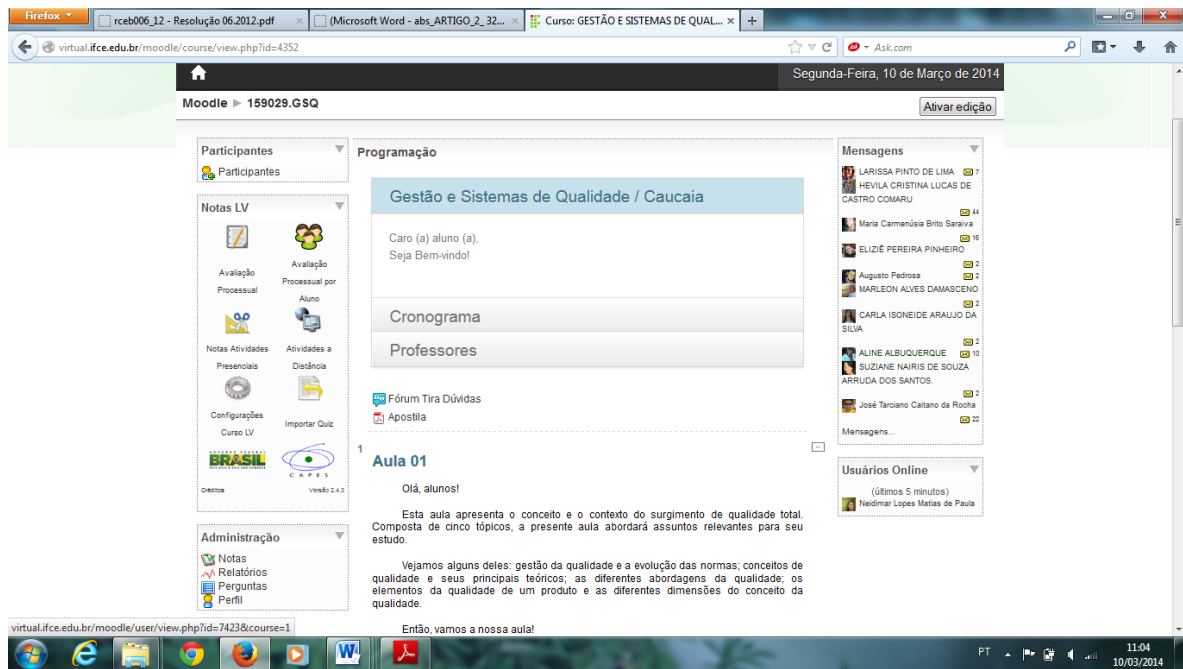 Firefox
rceb006_12 - Resolução 06.2012.pdf
(Microsoft Word - abs_ARTIGO_2_ 32...
Curso: GESTÃO E SISTEMAS DE QUAL...
virtual.ifce.edu.br/moodle/course/view.php?id=4352
Ask.com
Segunda-Feira, 10 de Março de 2014
Moodle ► 159029.GSQ
Ativar edição
Participantes
Participantes
Notas LV
Avaliação
Processual
Avaliação
Processual por
Aluno
Notas Atividades
Presenciais
Atividades a
Distância
Configurações
Curso LV
Importar Quiz
BRASIL
CAPES
Créditos
Versão 2.4.3
Administração
Notas
Relatórios
Perguntas
Perfil
Programação
Gestão e Sistemas de Qualidade / Caucaia
Caro (a) aluno (a),
Seja Bem-vindo!
Cronograma
Professores
Fórum Tira Dúvidas
Apostila
1
Aula 01
Olá, alunos!
Esta aula apresenta o conceito e o contexto do surgimento de qualidade total.
Composta de cinco tópicos, a presente aula abordará assuntos relevantes para seu
estudo.
Vejamos alguns deles: gestão da qualidade e a evolução das normas; conceitos de
qualidade e seus principais teóricos; as diferentes abordagens da qualidade; os
elementos da qualidade de um produto e as diferentes dimensões do conceito da
qualidade.
Então, vamos a nossa aula!
Mensagens
LARISSA PINTO DE LIMA 7
HEVILA CRISTINA LUCAS DE
CASTRO COMARU
44
Maria Carmenúsia Brito Saraiva
16
ELIZIÊ PEREIRA PINHEIRO
2
Augusto Pedrosa 2
MARLEON ALVES DAMASCENO
2
CARLA ISONEIDE ARAUJO DA
SILVA
2
ALINE ALBUQUERQUE 10
SUZIANE NAIRIS DE SOUZA
ARRUDA DOS SANTOS.
2
José Tarciano Caitano da Rocha
22
Mensagens...
Usuários Online
(últimos 5 minutos)
Neidimar Lopes Matias de Paula
virtual.ifce.edu.br/moodle/user/view.php?id=7423&course=1
PT
11:04
10/03/2014